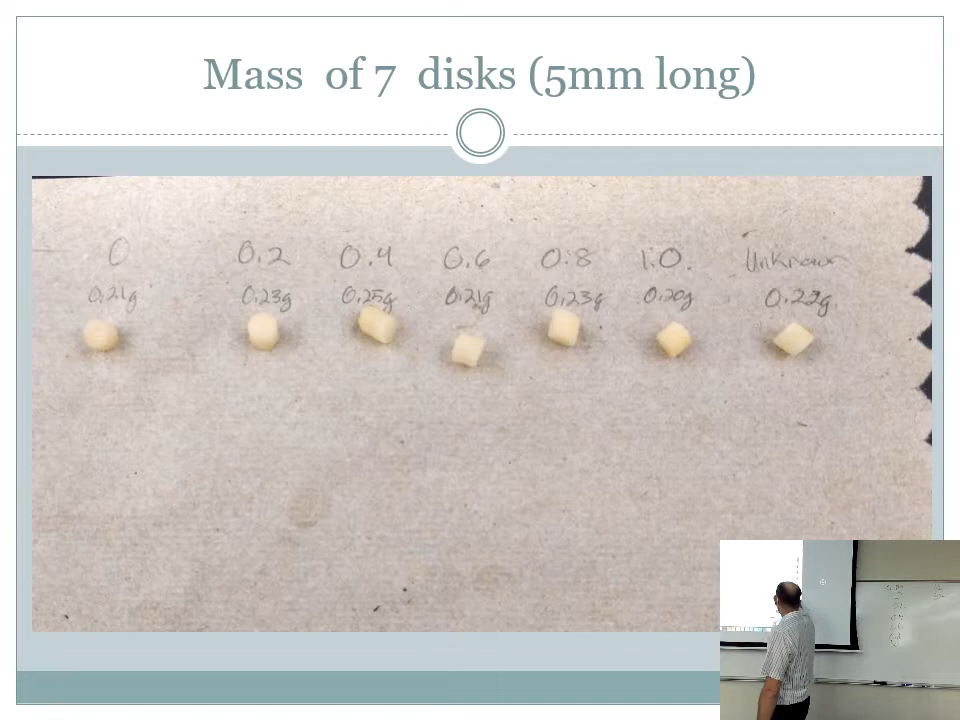 Mass of 7 disks (5mm long)
0 0.2 0.4 0.6 0.8 1.0. Unknown
0.21g 0.23g 0.25g 0.21g 0.23g 0.20g 0.22g